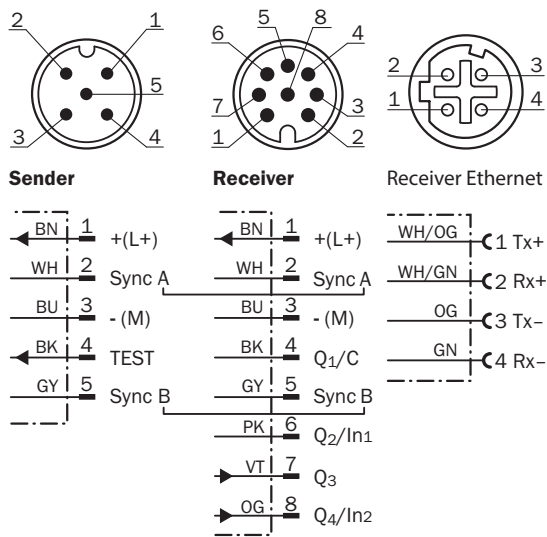 2 1
5
3 4
5 8
6 4
7 3
1 2
2 3
1 4
Sender
BN 1 +(L+)
WH 2 Sync A
BU 3 - (M)
BK 4 TEST
GY 5 Sync B
Receiver
BN 1 +(L+)
WH 2 Sync A
BU 3 - (M)
BK 4 Q1/C
GY 5 Sync B
PK 6 Q2/In1
VT 7 Q3
OG 8 Q4/In2
Receiver Ethernet
WH/OG 1 Tx+
WH/GN 2 Rx+
OG 3 Tx–
GN 4 Rx–